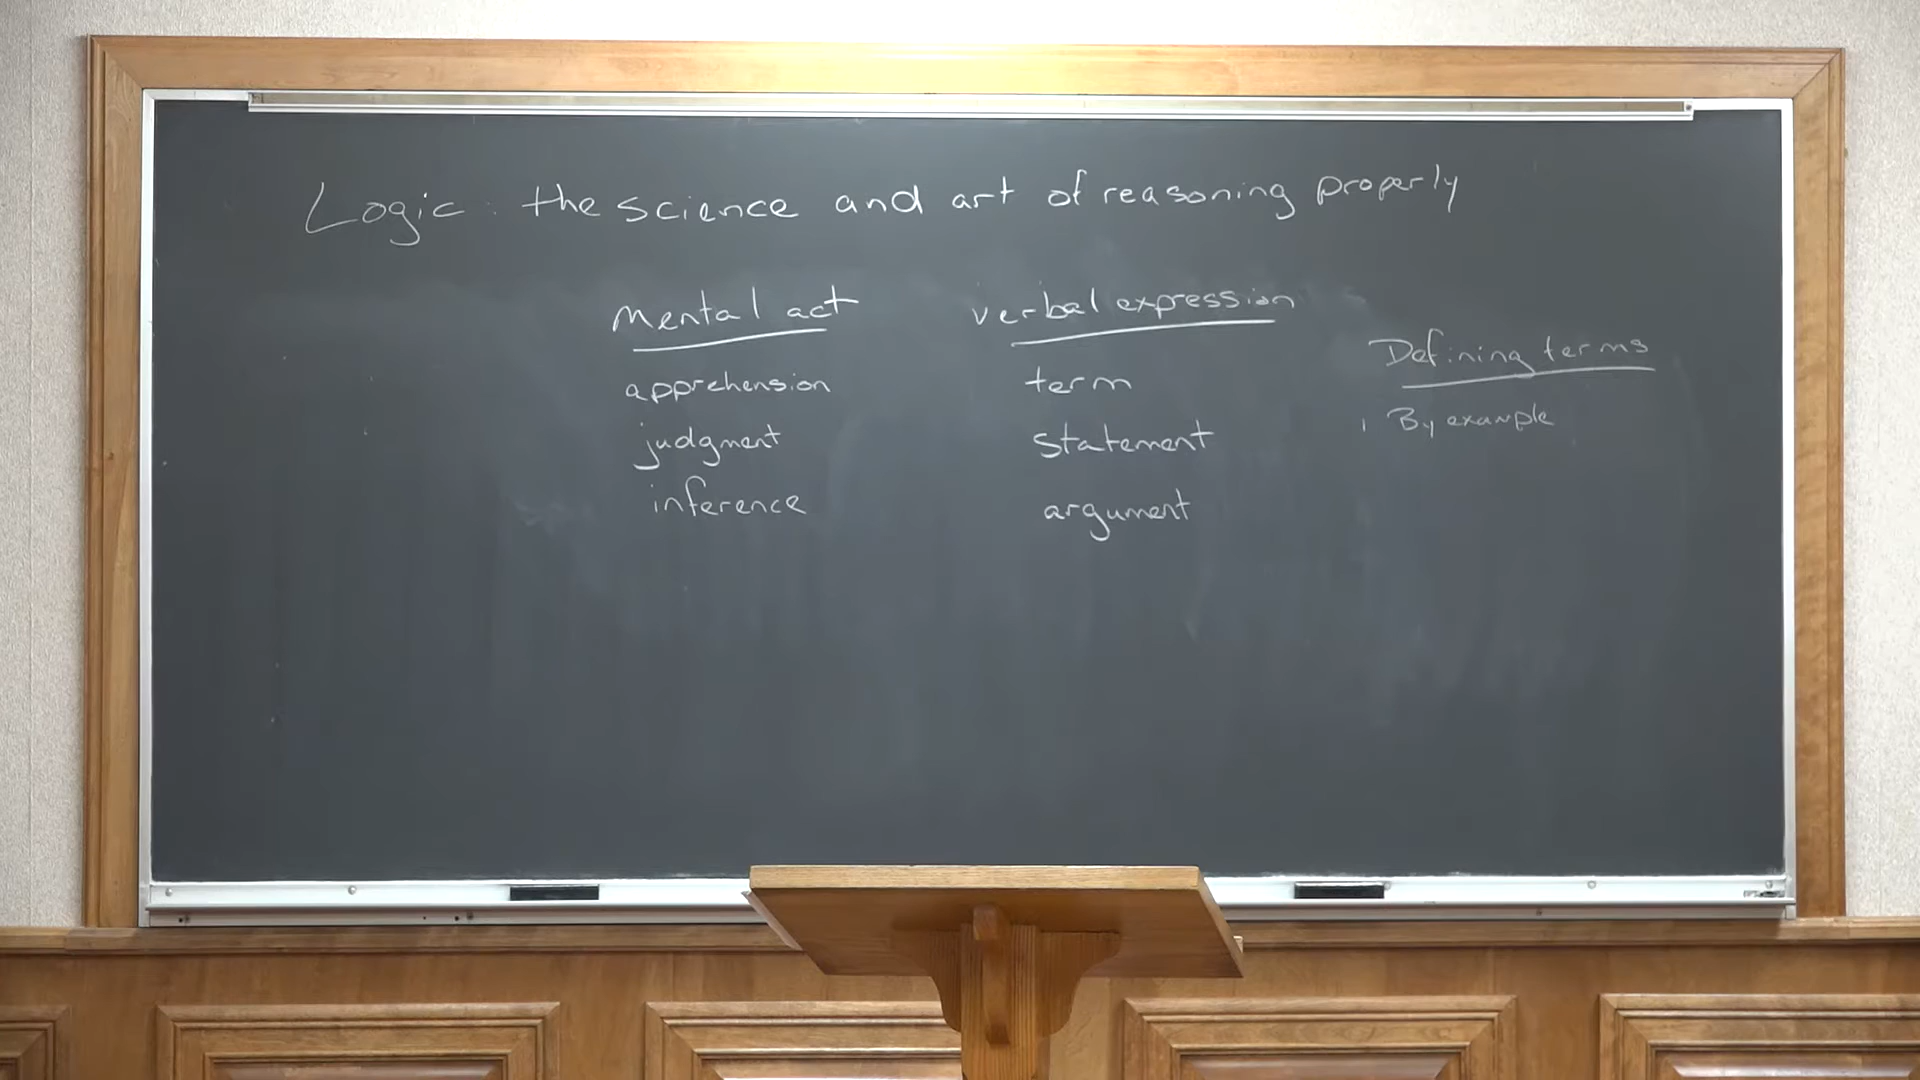 Logic: the science and art of reasoning properly
mental act
verbal expression
apprehension
term
judgment
statement
inference
argument
Defining terms
1 By example